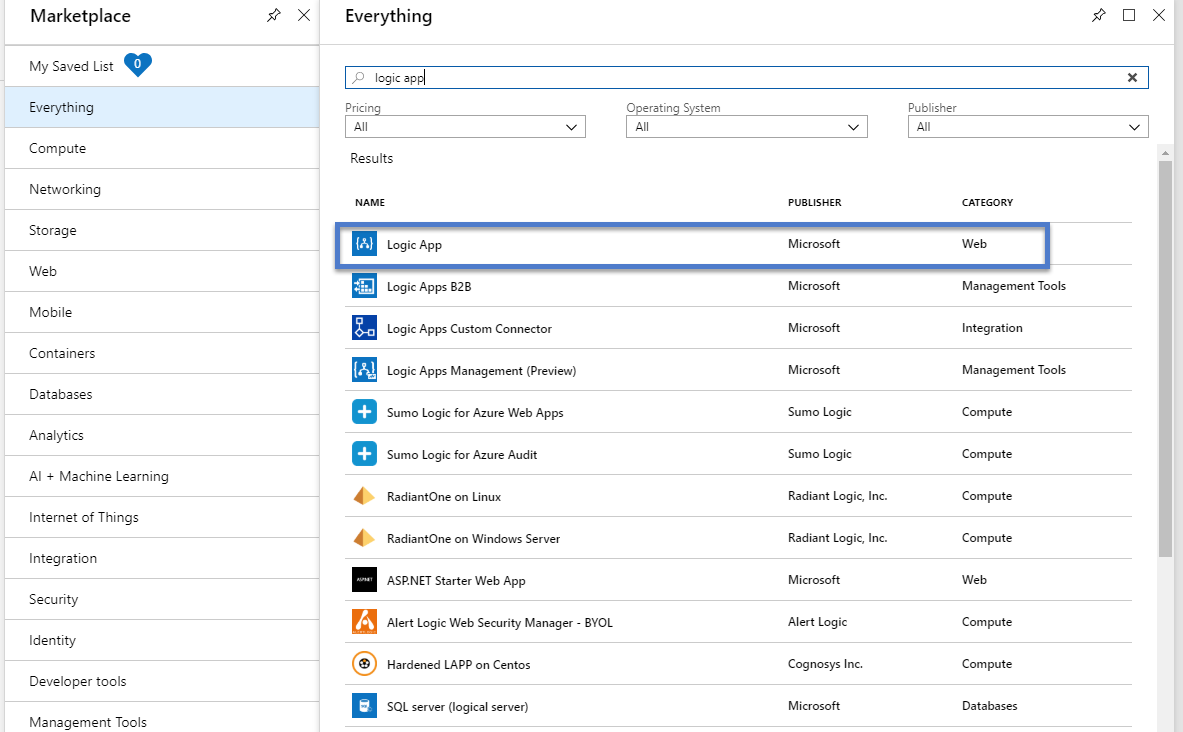 Marketplace
My Saved List 0
Everything
Compute
Networking
Storage
Web
Mobile
Containers
Databases
Analytics
AI + Machine Learning
Internet of Things
Integration
Security
Identity
Developer tools
Management Tools
Everything
logic app
Pricing Operating System Publisher
All All All
Results
NAME PUBLISHER CATEGORY
Logic App Microsoft Web
Logic Apps B2B Microsoft Management Tools
Logic Apps Custom Connector Microsoft Integration
Logic Apps Management (Preview) Microsoft Management Tools
Sumo Logic for Azure Web Apps Sumo Logic Compute
Sumo Logic for Azure Audit Sumo Logic Compute
RadiantOne on Linux Radiant Logic, Inc. Compute
RadiantOne on Windows Server Radiant Logic, Inc. Compute
ASP.NET ASP.NET Starter Web App Microsoft Web
Alert Logic Web Security Manager - BYOL Alert Logic Compute
Hardened LAPP on Centos Cognosys Inc. Compute
SQL server (logical server) Microsoft Databases